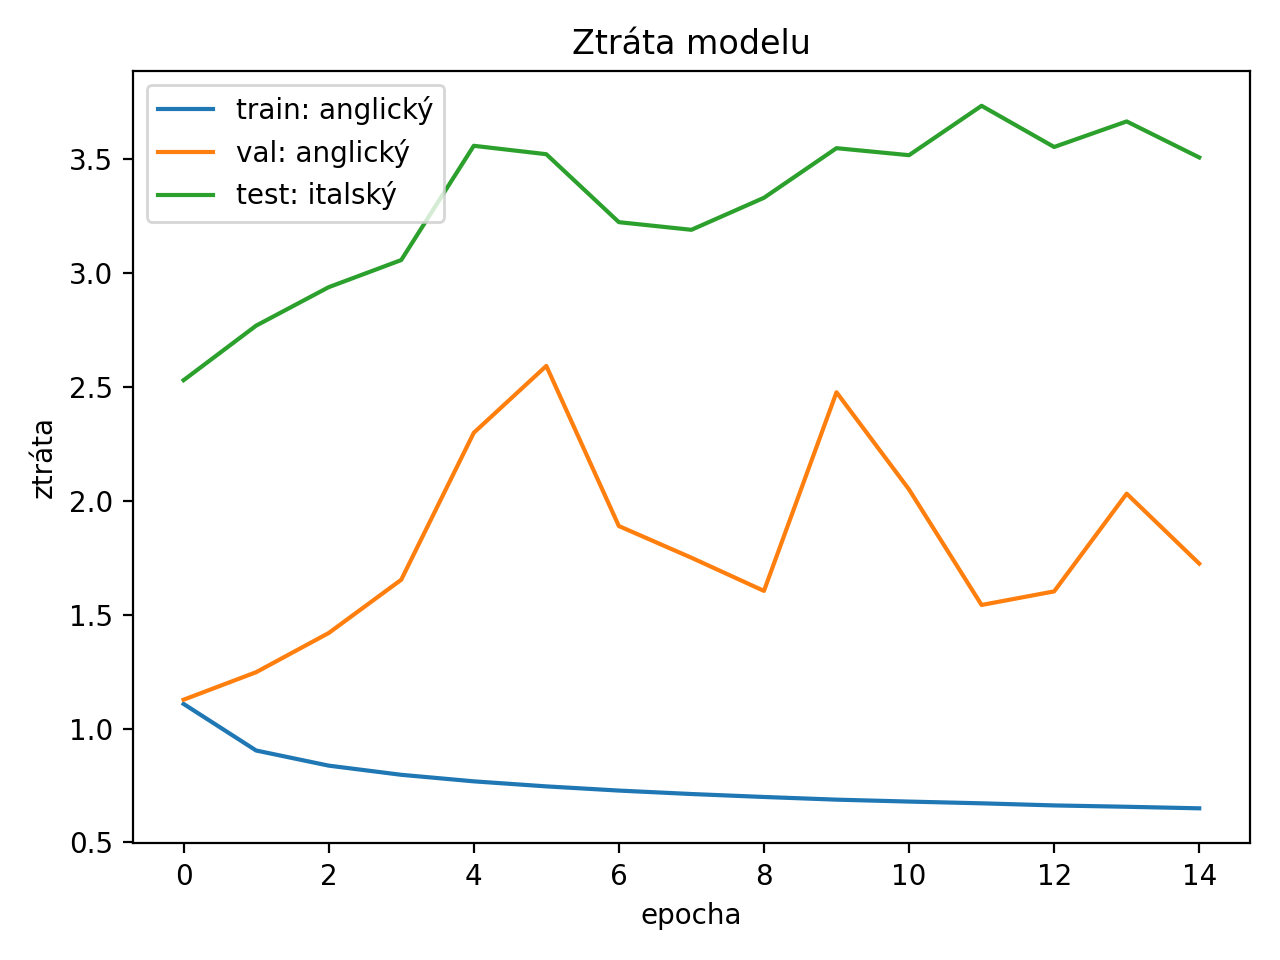 Ztráta modelu
train: anglický
val: anglický
test: italský
3.5
3.0
2.5
2.0
1.5
1.0
0.5
ztráta
0 2 4 6 8 10 12 14
epocha